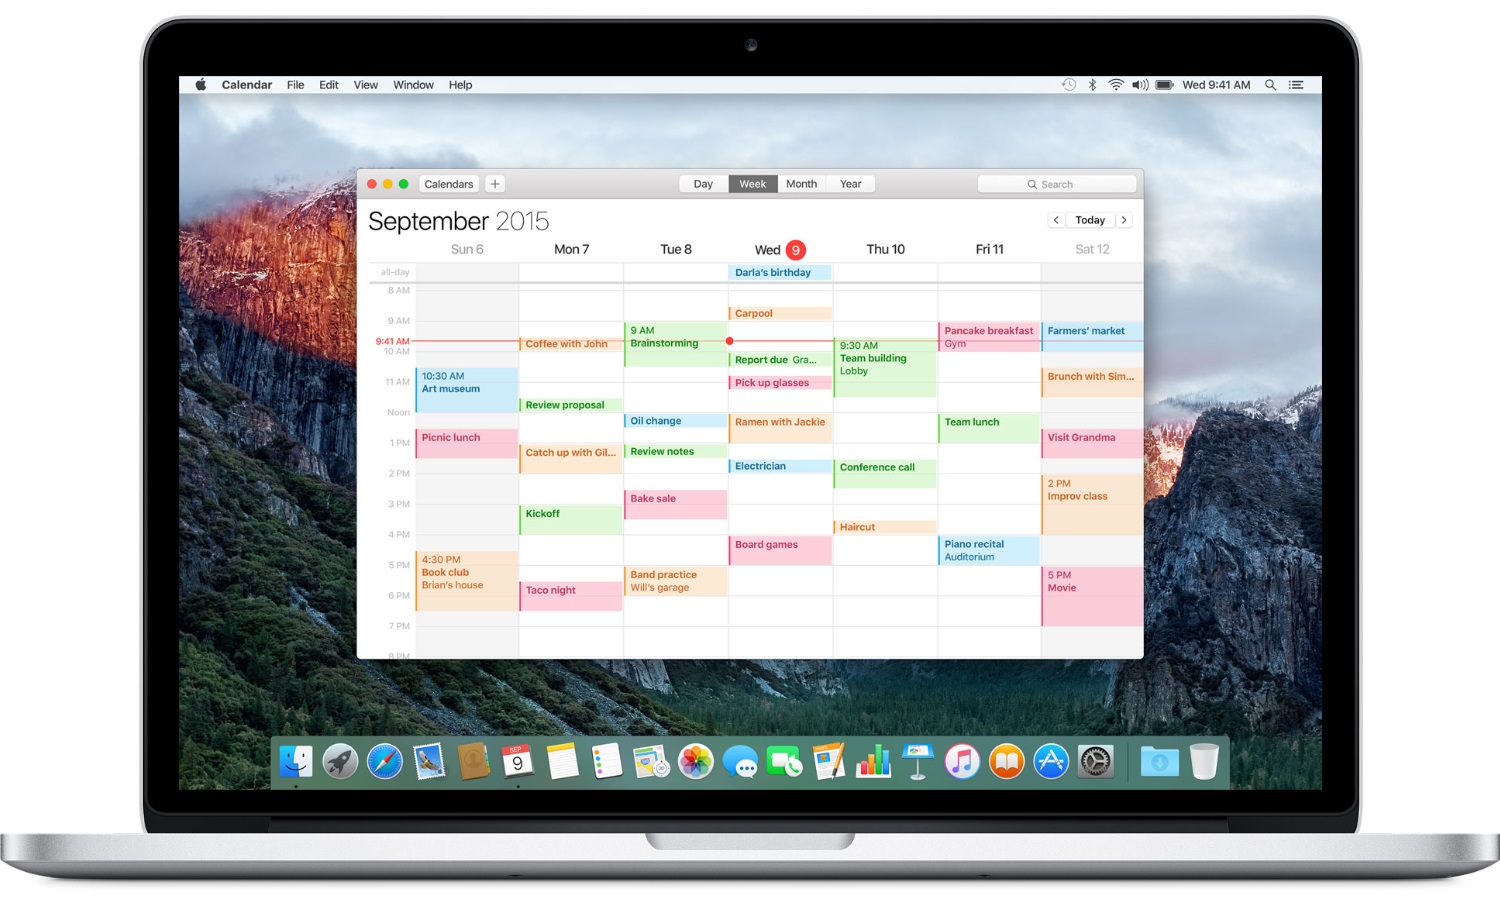 Calendar File Edit View Window Help
Wed 9:41 AM
Calendars + Day Week Month Year Search
September 2015
Today
Sun 6 Mon 7 Tue 8 Wed 9 Thu 10 Fri 11 Sat 12
all-day
Darla's birthday
8 AM
9 AM
9:41 AM
10 AM
11 AM
Noon
1 PM
2 PM
3 PM
4 PM
5 PM
6 PM
7 PM
8 PM
10:30 AM
Art museum
Picnic lunch
4:30 PM
Book club
Brian's house
Coffee with John
Review proposal
Catch up with Gil...
Kickoff
Taco night
9 AM
Brainstorming
Oil change
Review notes
Bake sale
Band practice
Will's garage
Carpool
Report due Gra...
Pick up glasses
Ramen with Jackie
Electrician
Board games
9:30 AM
Team building
Lobby
Conference call
Haircut
Pancake breakfast
Gym
Team lunch
Piano recital
Auditorium
Farmers' market
Brunch with Sim...
Visit Grandma
2 PM
Improv class
5 PM
Movie
SEP
9